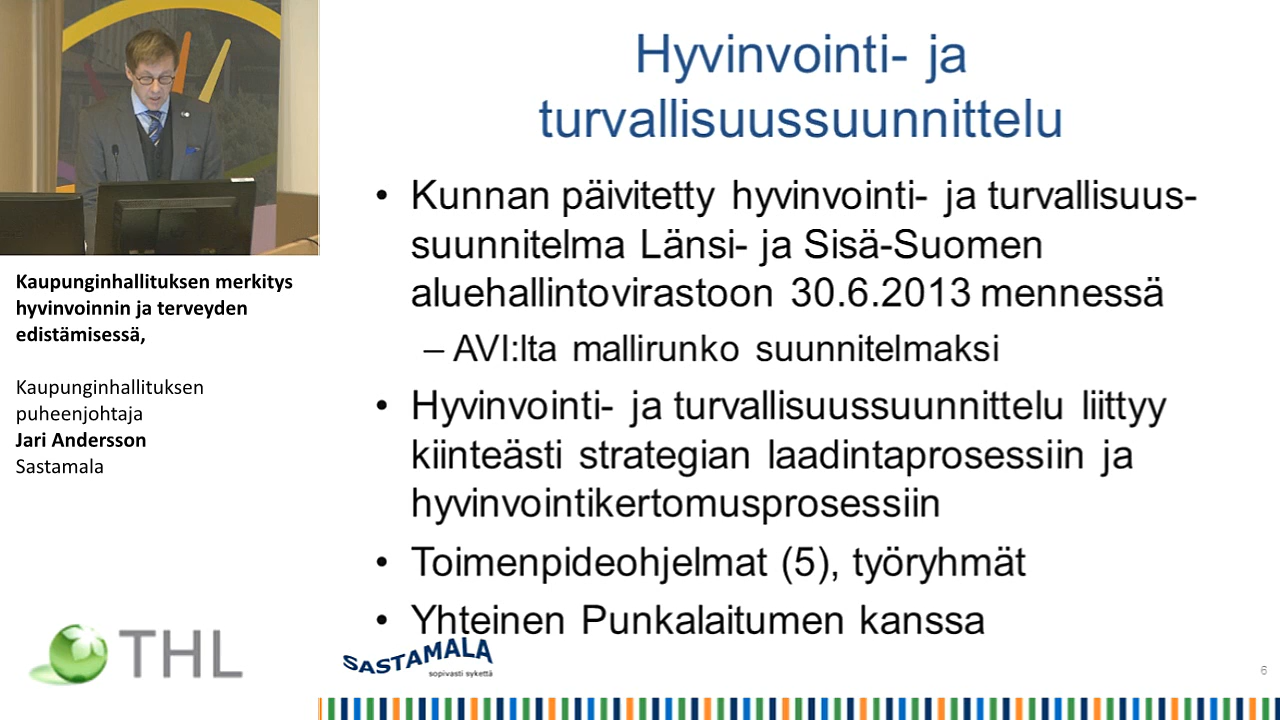 Hyvinvointi- ja
turvallisuussuunnittelu
• Kunnan päivitetty hyvinvointi- ja turvallisuus-
suunnitelma Länsi- ja Sisä-Suomen
aluehallintovirastoon 30.6.2013 mennessä
– AVI:lta mallirunko suunnitelmaksi
• Hyvinvointi- ja turvallisuussuunnittelu liittyy
kiinteästi strategian laadintaprosessiin ja
hyvinvointikertomusprosessiin
• Toimenpideohjelmat (5), työryhmät
• Yhteinen Punkalaitumen kanssa
SASTAMALA
sopivasti sykettä
6
Kaupunginhallituksen merkitys
hyvinvoinnin ja terveyden
edistämisessä,
Kaupunginhallituksen
puheenjohtaja
Jari Andersson
Sastamala
THL